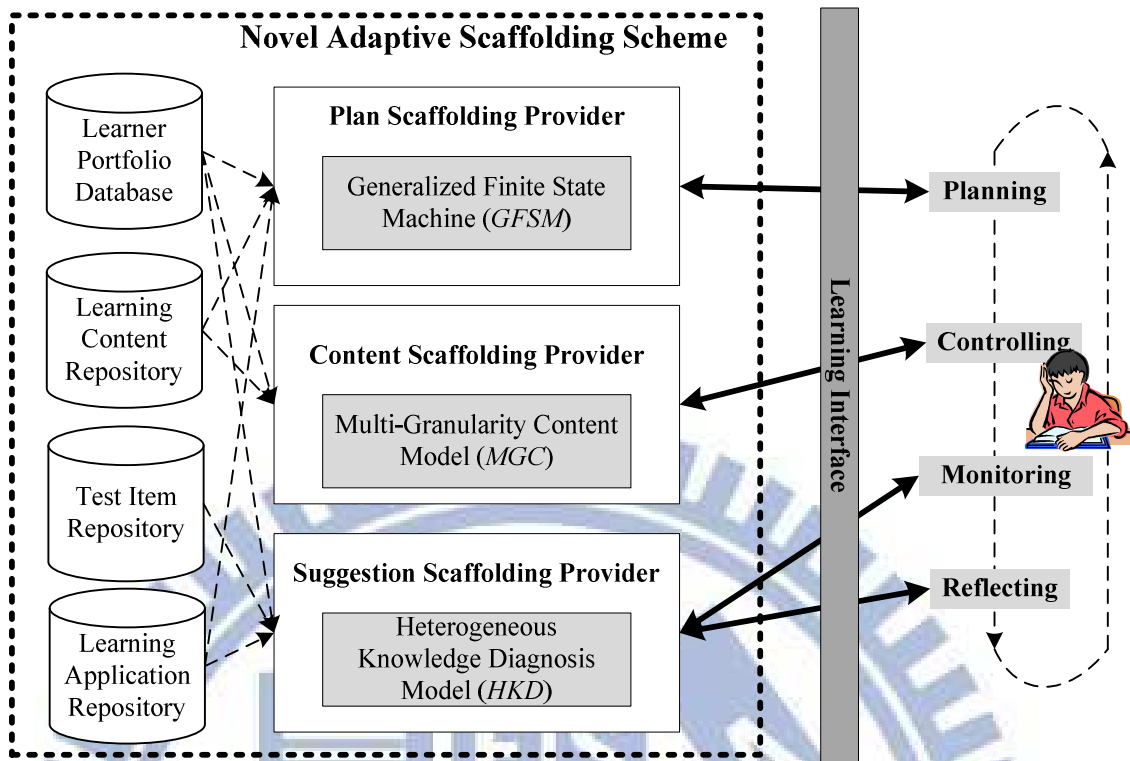 Novel Adaptive Scaffolding Scheme
Learner
Portfolio
Database
Learning
Content
Repository
Test Item
Repository
Learning
Application
Repository
Plan Scaffolding Provider
Generalized Finite State
Machine (GFSM)
Content Scaffolding Provider
Multi-Granularity Content
Model (MGC)
Suggestion Scaffolding Provider
Heterogeneous
Knowledge Diagnosis
Model (HKD)
Learning Interface
Planning
Controlling
Monitoring
Reflecting